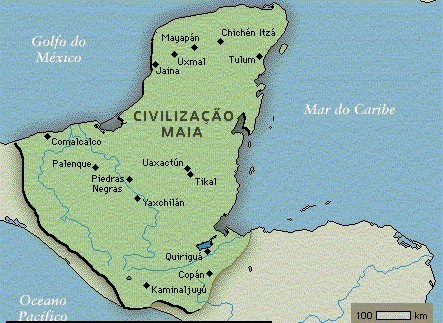 Golfo do
México
Mayapán
Chichén Itzá
Uxmal
Tulum
Jaina
Mar do Caribe
CIVILIZAÇÃO
MAIA
Comalcalco
Palenque
Uaxactún
Piedras
Negras
Tikal
Yaxchilán
Quiriguá
Copán
Kaminaljuyú
Oceano
Pacífico
100 km